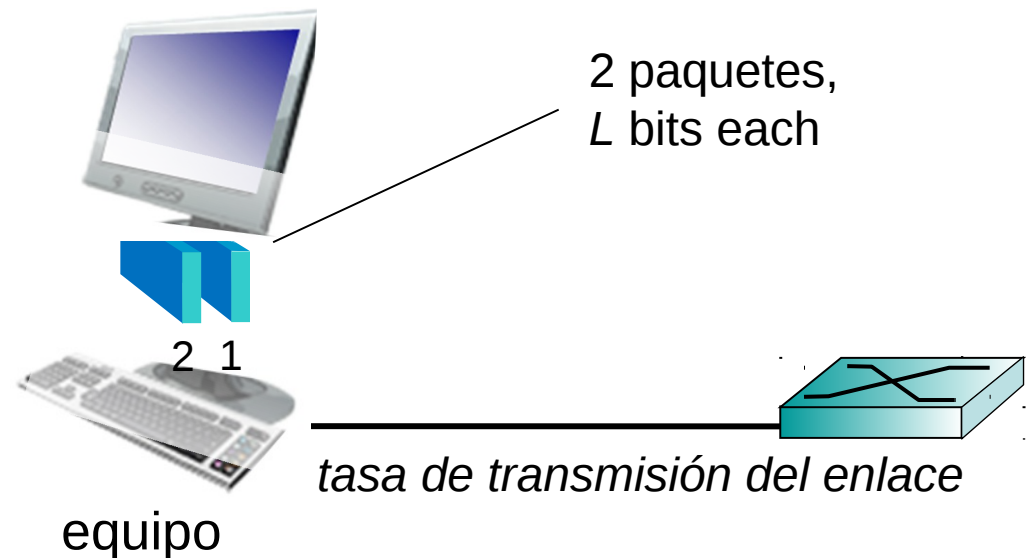 2 paquetes,
L bits each
2 1
tasa de transmisión del enlace
equipo